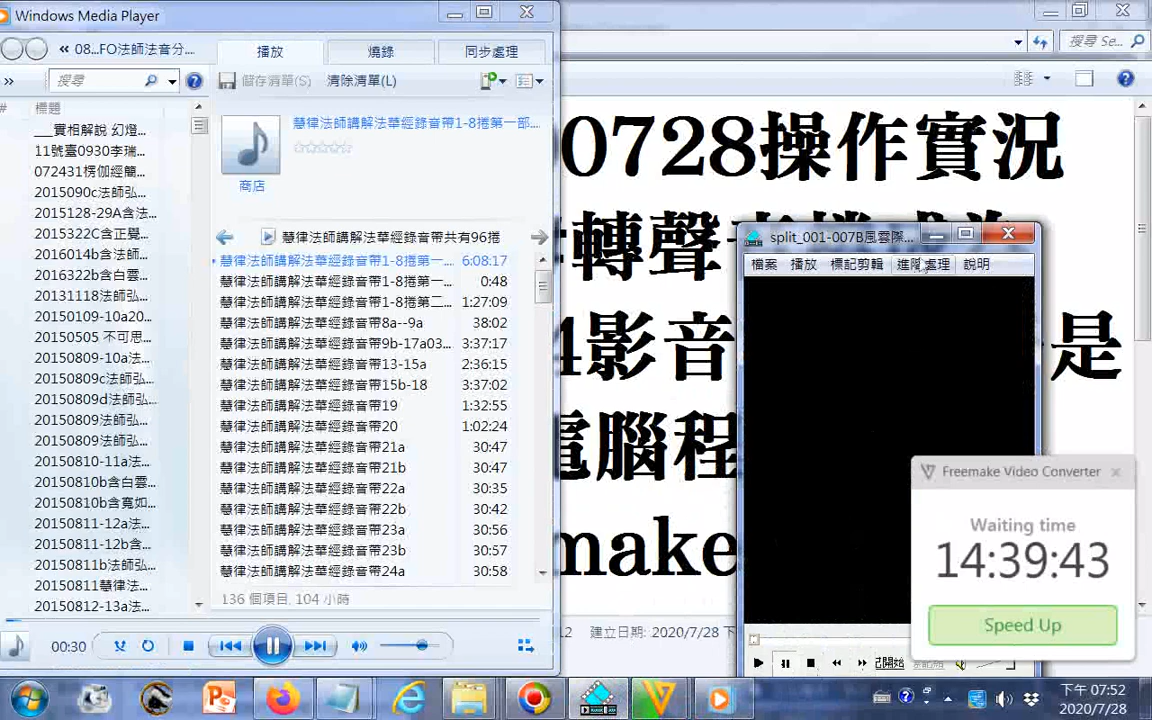 Windows Media Player
08...FO法師法音分...
播放
燒錄
同步處理
搜尋
儲存清單(S)
清除清單(L)
搜尋 Se...
#
標題
___實相解說 幻燈...
11號臺0930李瑞...
072431楞伽經簡...
2015090c法師弘...
2015128-29A含法...
2015322C含正覺...
2016014b含法師...
2016322b含白雲...
20131118法師弘...
20150109-10a20...
20150505 不可思...
20150809-10a法...
20150809c法師弘...
20150809d法師弘...
20150809法師弘...
20150810-11a法...
20150810b含白雲...
20150810b含寬如...
20150811-12a法...
20150811-12b含...
20150811b法師弘...
20150811慧律法...
20150812-13a法...
慧律法師講解法華經錄音帶1-8捲第一部...
商店
慧律法師講解法華經錄音帶共有96捲
慧律法師講解法華經錄音帶1-8捲第一... 6:08:17
慧律法師講解法華經錄音帶1-8捲第一... 0:48
慧律法師講解法華經錄音帶1-8捲第二... 1:27:09
慧律法師講解法華經錄音帶8a--9a 38:02
慧律法師講解法華經錄音帶9b-17a03... 3:37:17
慧律法師講解法華經錄音帶13-15a 2:36:15
慧律法師講解法華經錄音帶15b-18 3:37:02
慧律法師講解法華經錄音帶19 1:32:55
慧律法師講解法華經錄音帶20 1:02:24
慧律法師講解法華經錄音帶21a 30:47
慧律法師講解法華經錄音帶21b 30:47
慧律法師講解法華經錄音帶22a 30:35
慧律法師講解法華經錄音帶22b 30:42
慧律法師講解法華經錄音帶23a 30:56
慧律法師講解法華經錄音帶23b 30:57
慧律法師講解法華經錄音帶24a 30:58
136 個項目, 104 小時
00:30
0728操作實況
轉聲
4影音
是
電腦程
make
12 建立日期: 2020/7/28 下
split_001-007B風雲際...
檔案 播放 標記剪輯 進階處理 說明
已開始
Freemake Video Converter
Waiting time
14:39:43
Speed Up
下午 07:52
2020/7/28